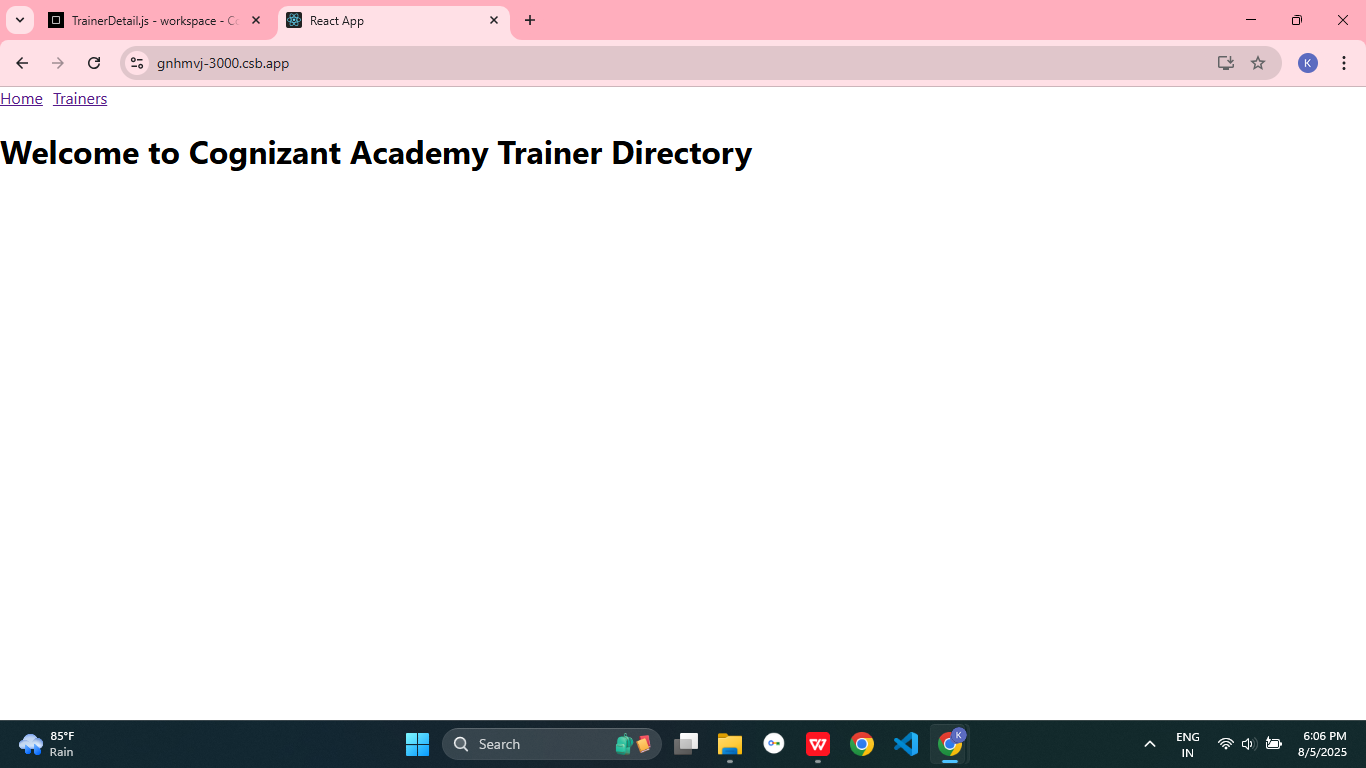 TrainerDetail.js - workspace - Co
React App
gnhmvj-3000.csb.app
K
Home Trainers
Welcome to Cognizant Academy Trainer Directory
85°F
Rain
Search
W
K
ENG
IN
6:06 PM
8/5/2025